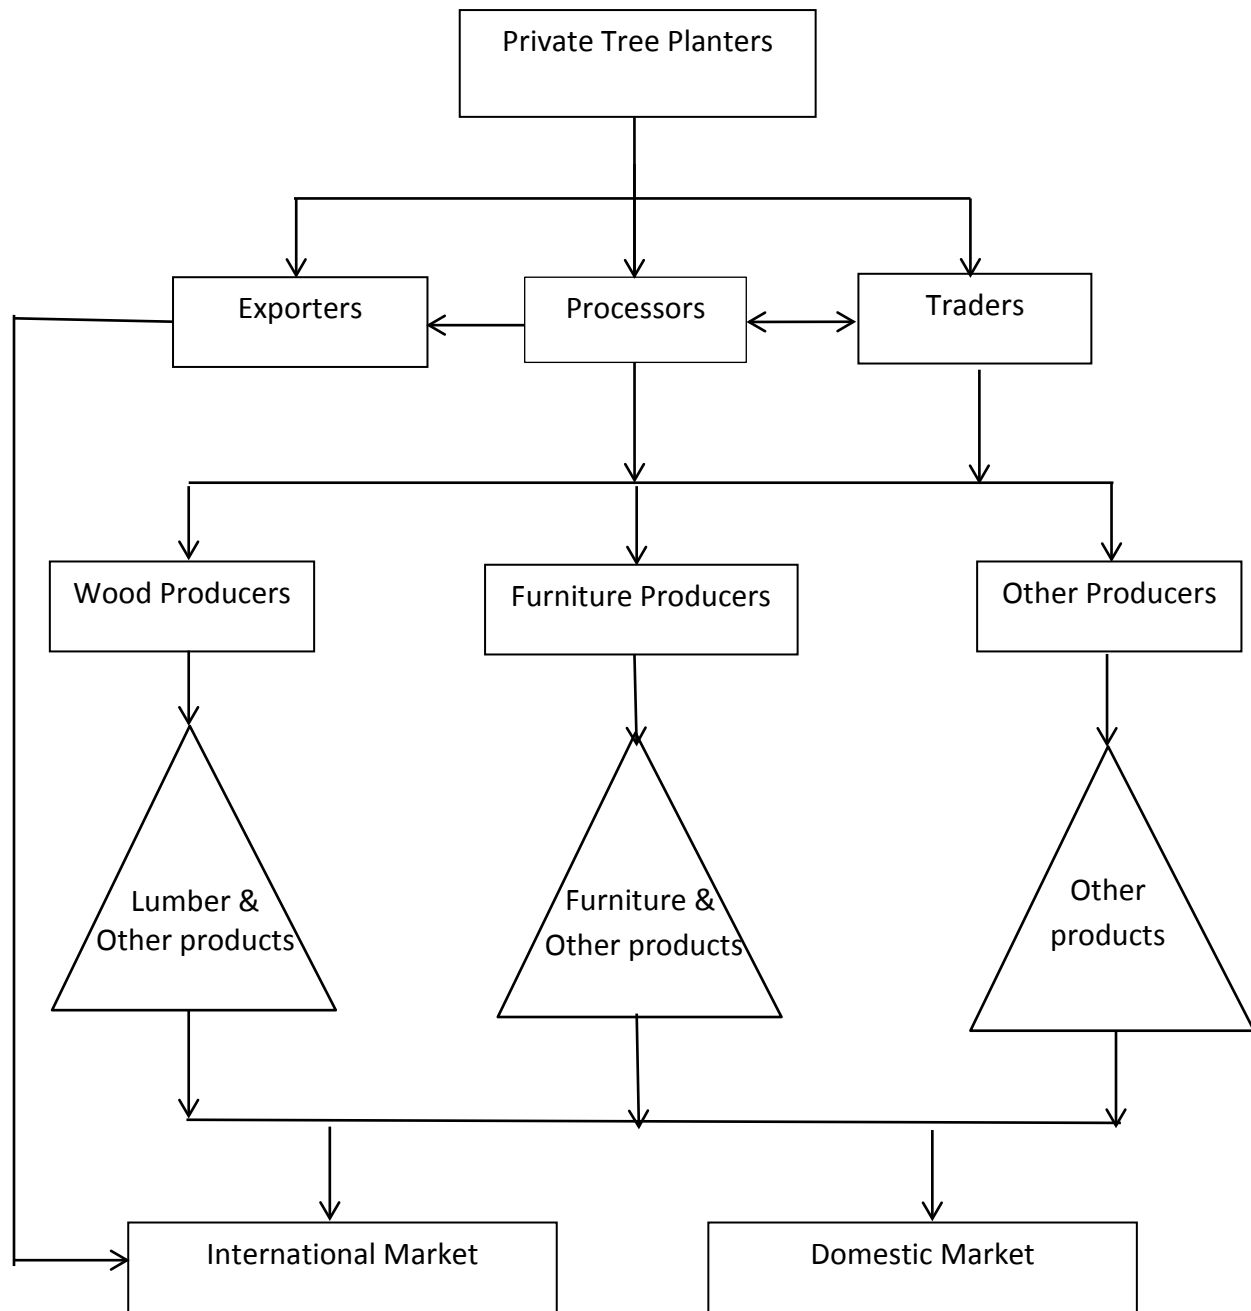 Private Tree Planters
Exporters
Processors
Traders
Wood Producers
Furniture Producers
Other Producers
Lumber &
Other products
Furniture &
Other products
Other
products
International Market
Domestic Market